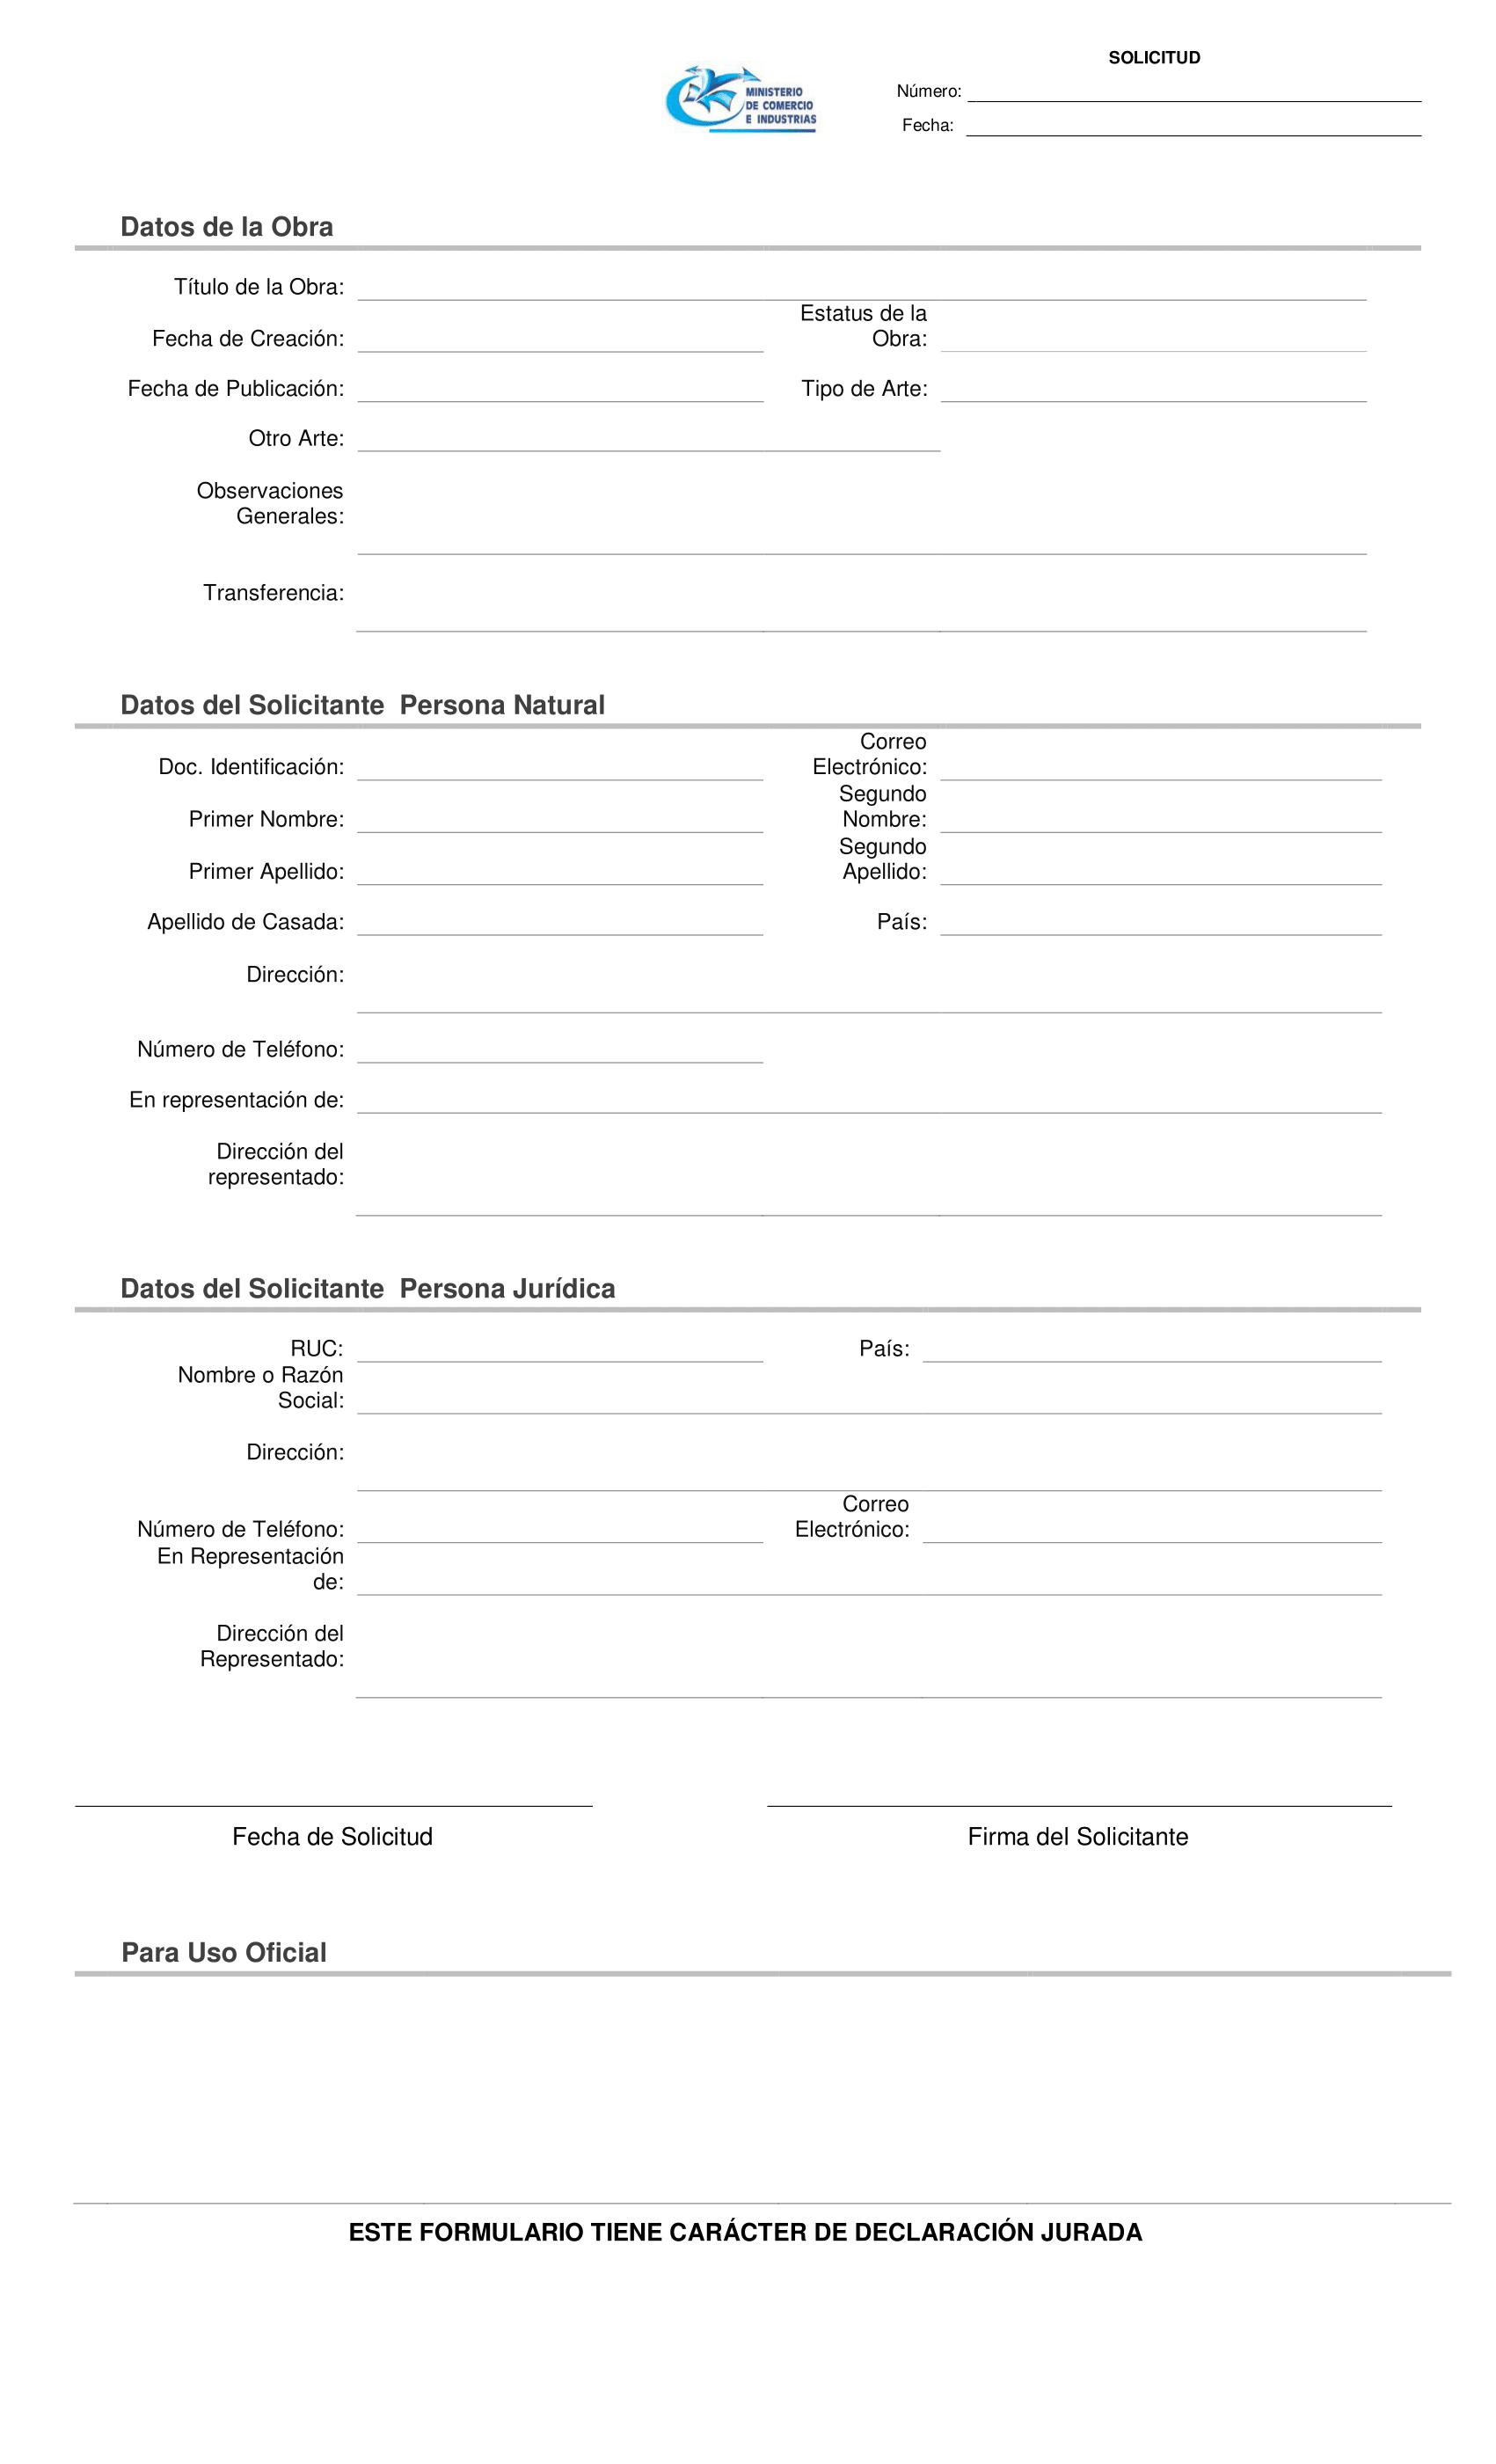 SOLICITUD
MINISTERIO
DE COMERCIO
E INDUSTRIAS
Número:
Fecha:
Datos de la Obra
Título de la Obra:
Fecha de Creación:
Estatus de la
Obra:
Fecha de Publicación:
Tipo de Arte:
Otro Arte:
Observaciones
Generales:
Transferencia:
Datos del Solicitante  Persona Natural
Doc. Identificación:
Correo
Electrónico:
Primer Nombre:
Segundo
Nombre:
Primer Apellido:
Segundo
Apellido:
Apellido de Casada:
País:
Dirección:
Número de Teléfono:
En representación de:
Dirección del
representado:
Datos del Solicitante  Persona Jurídica
RUC:
País:
Nombre o Razón
Social:
Dirección:
Número de Teléfono:
Correo
Electrónico:
En Representación
de:
Dirección del
Representado:
Fecha de Solicitud
Firma del Solicitante
Para Uso Oficial
ESTE FORMULARIO TIENE CARÁCTER DE DECLARACIÓN JURADA